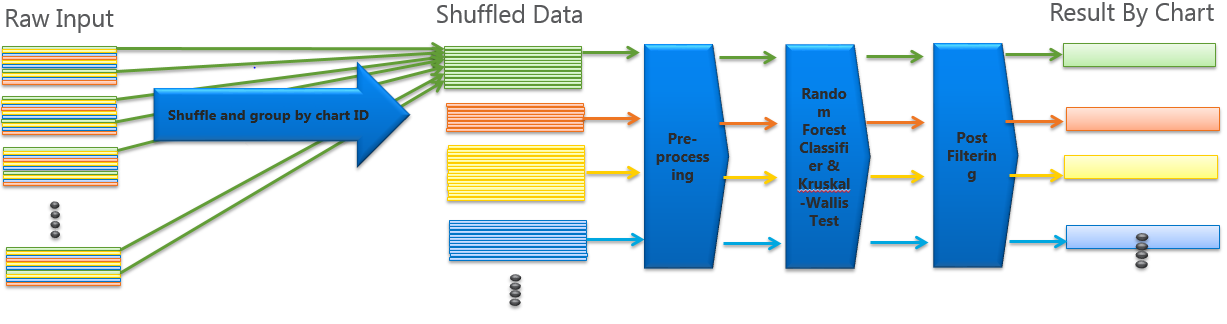 Raw Input
Shuffled Data
Result By Chart
Shuffle and group by chart ID
Pre-
process
ing
Rando
m
Forest
Classifi
er &
Kruskal
-Wallis
Test
Post
Filterin
g